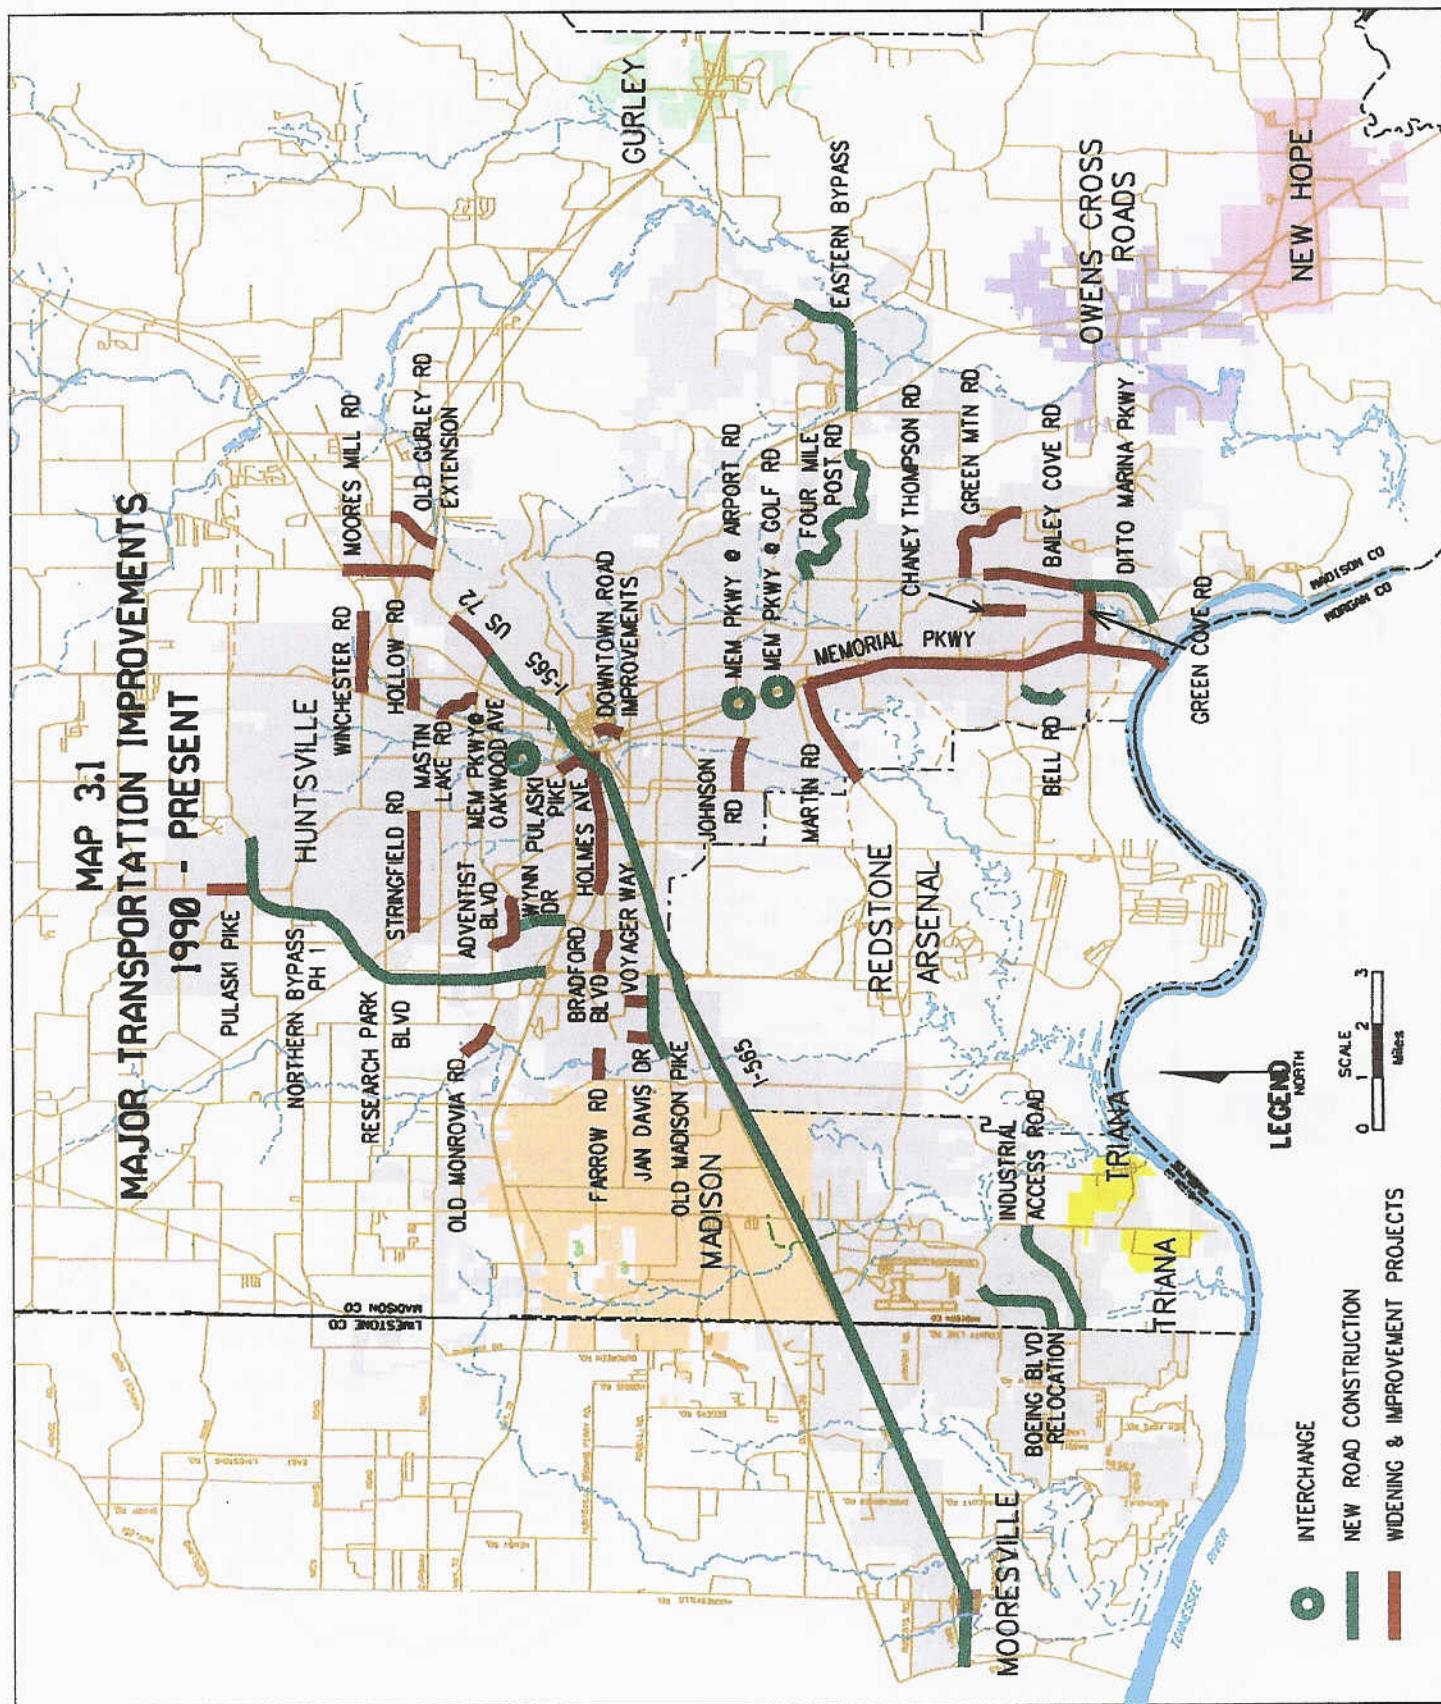 MAP 3.1
MAJOR TRANSPORTATION IMPROVEMENTS
1990 - PRESENT
PULASKI PIKE
NORTHERN BYPASS
PH 1
HUNTSVILLE
RESEARCH PARK
BLVD
WINCHESTER RD
MOORES MILL RD
STRINGFIELD RD
HOLLOW RD
OLD GURLEY RD
EXTENSION
MASTIN
LAKE RD
OLD MONROVIA RD
ADVENTIST
BLVD
MEM PKWY@
OAKWOOD AVE
US 72
WYNN
DR
PULASKI
PIKE
I-565
BRADFORD
BLVD
HOLMES AVE
DOWNTOWN ROAD
IMPROVEMENTS
GURLEY
FARROW RD
VOYAGER WAY
JAN DAVIS DR
OLD MADISON PIKE
MADISON
I-565
JOHNSON
RD
MEM PKWY @ AIRPORT RD
MEM PKWY @ GOLF RD
MARTIN RD
FOUR MILE
POST RD
EASTERN BYPASS
MEMORIAL PKWY
CHANEY THOMPSON RD
REDSTONE
ARSENAL
GREEN MTN RD
BELL RD
BAILEY COVE RD
OWENS CROSS
ROADS
DITTO MARINA PKWY
GREEN COVE RD
NEW HOPE
INDUSTRIAL
ACCESS ROAD
BOEING BLVD
RELOCATION
MOORESVILLE
TRIANA
TRIANA
LIMESTONE CO
MADISON CO
MADISON CO
MORGAN CO
TENNESSEE RIVER
LEGEND
NORTH
SCALE
0 1 2 3
Miles
INTERCHANGE
NEW ROAD CONSTRUCTION
WIDENING & IMPROVEMENT PROJECTS